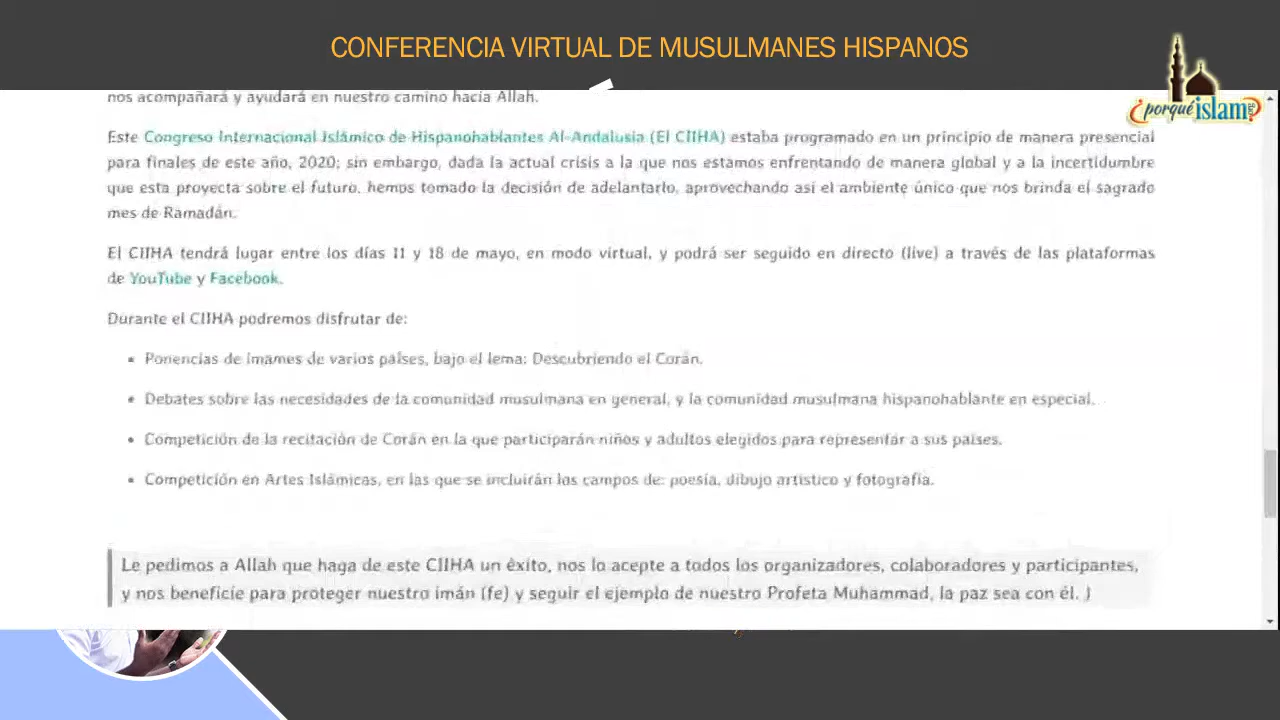 CONFERENCIA VIRTUAL DE MUSULMANES HISPANOS
¿porqué islam?
nos acompañará y ayudará en nuestro camino hacia Allah.
Este Congreso Internacional Islámico de Hispanohablantes Al-Andalusia (El CIIHA) estaba programado en un principio de manera presencial
para finales de este año, 2020; sin embargo, dada la actual crisis a la que nos estamos enfrentando de manera global y a la incertidumbre
que esta proyecta sobre el futuro, hemos tomado la decisión de adelantarlo, aprovechando así el ambiente único que nos brinda el sagrado
mes de Ramadán.
El CIIHA tendrá lugar entre los días 11 y 18 de mayo, en modo virtual, y podrá ser seguido en directo (live) a través de las plataformas
de YouTube y Facebook.
Durante el CIIHA podremos disfrutar de:
▪ Ponencias de imames de varios países, bajo el lema: Descubriendo el Corán.
▪ Debates sobre las necesidades de la comunidad musulmana en general, y la comunidad musulmana hispanohablante en especial.
▪ Competición de la recitación de Corán en la que participarán niños y adultos elegidos para representar a sus países.
▪ Competición en Artes Islámicas, en las que se incluirán los campos de: poesía, dibujo artístico y fotografía.
Le pedimos a Allah que haga de este CIIHA un éxito, nos lo acepte a todos los organizadores, colaboradores y participantes,
y nos beneficie para proteger nuestro imán (fe) y seguir el ejemplo de nuestro Profeta Muhammad, la paz sea con él. )